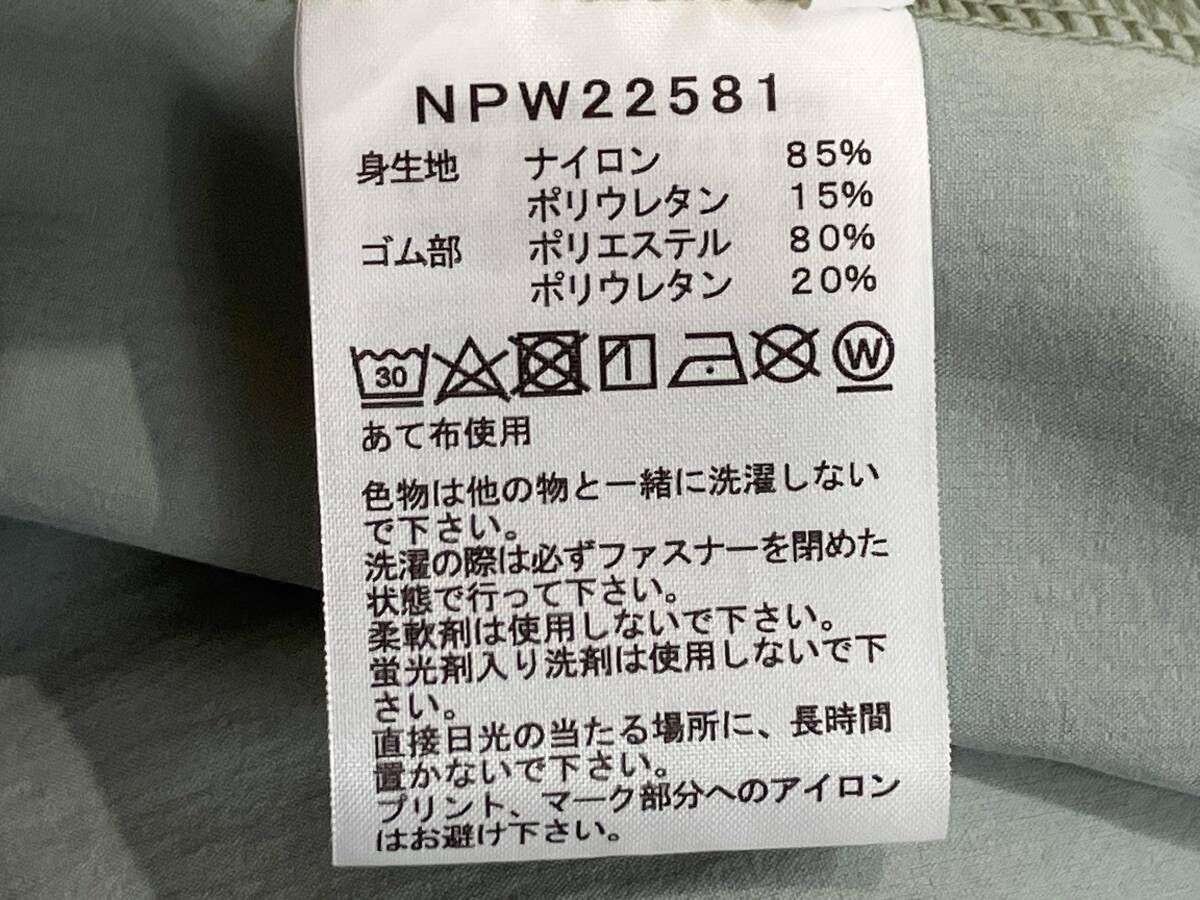 NPW22581
身生地 ナイロン 85%
ポリウレタン 15%
ゴム部 ポリエステル 80%
ポリウレタン 20%
30 W
あて布使用
色物は他の物と一緒に洗濯しない
で下さい。
洗濯の際は必ずファスナーを閉めた
状態で行って下さい。
柔軟剤は使用しないで下さい。
蛍光剤入り洗剤は使用しないで下
さい。
直接日光の当たる場所に、長時間
置かないで下さい。
プリント、マーク部分へのアイロン
はお避け下さい。